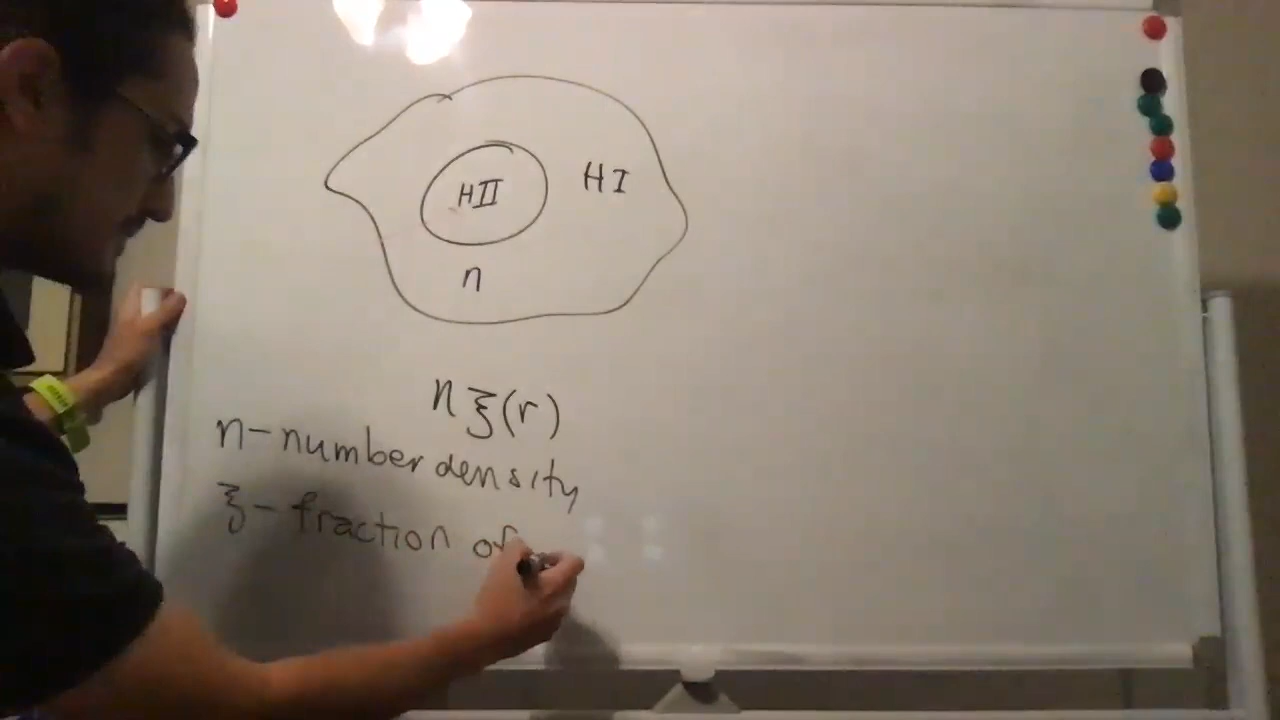 HII
HI
n
n ξ(r)
n-number density
ξ-fraction of